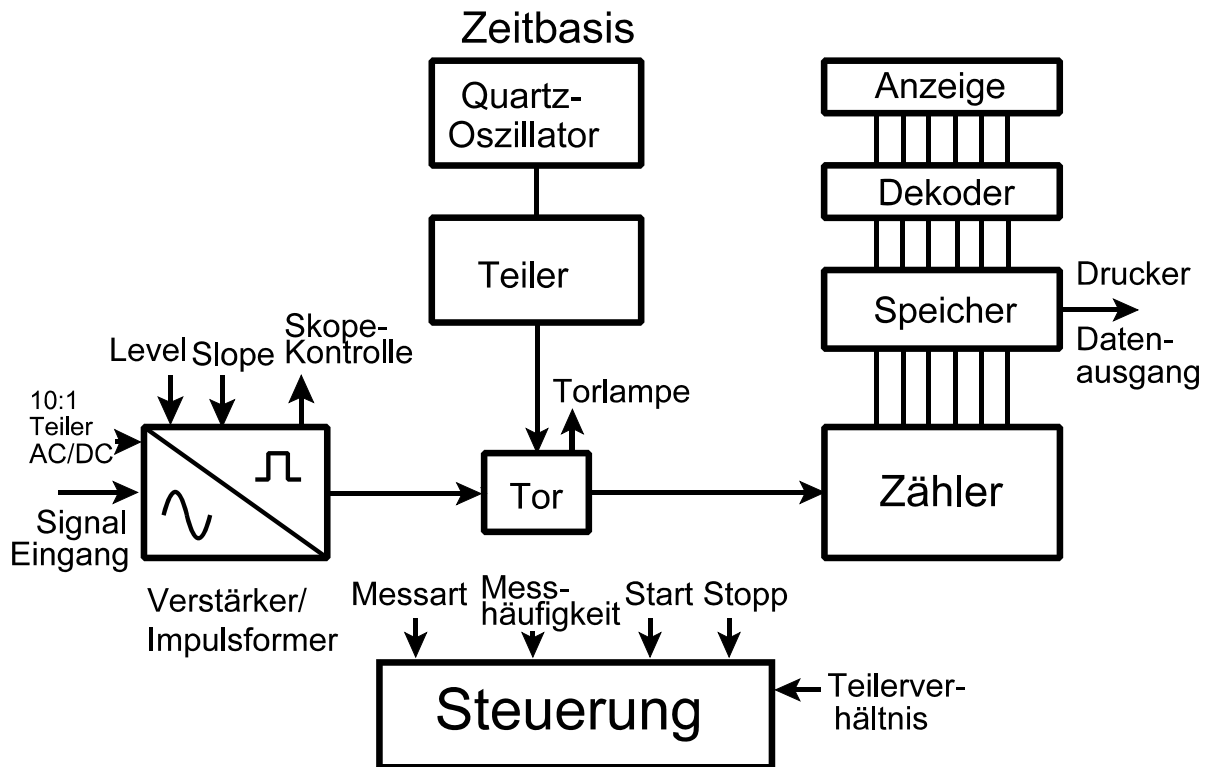 Zeitbasis
Quartz-
Oszillator
Teiler
Anzeige
Dekoder
Speicher
Drucker
Daten-
ausgang
Skope-
Kontrolle
Level
Slope
10:1
Teiler
AC/DC
Signal
Eingang
Verstärker/
Impulsformer
Torlampe
Tor
Zähler
Messart
Mess-
häufigkeit
Start
Stopp
Steuerung
Teilerver-
hältnis